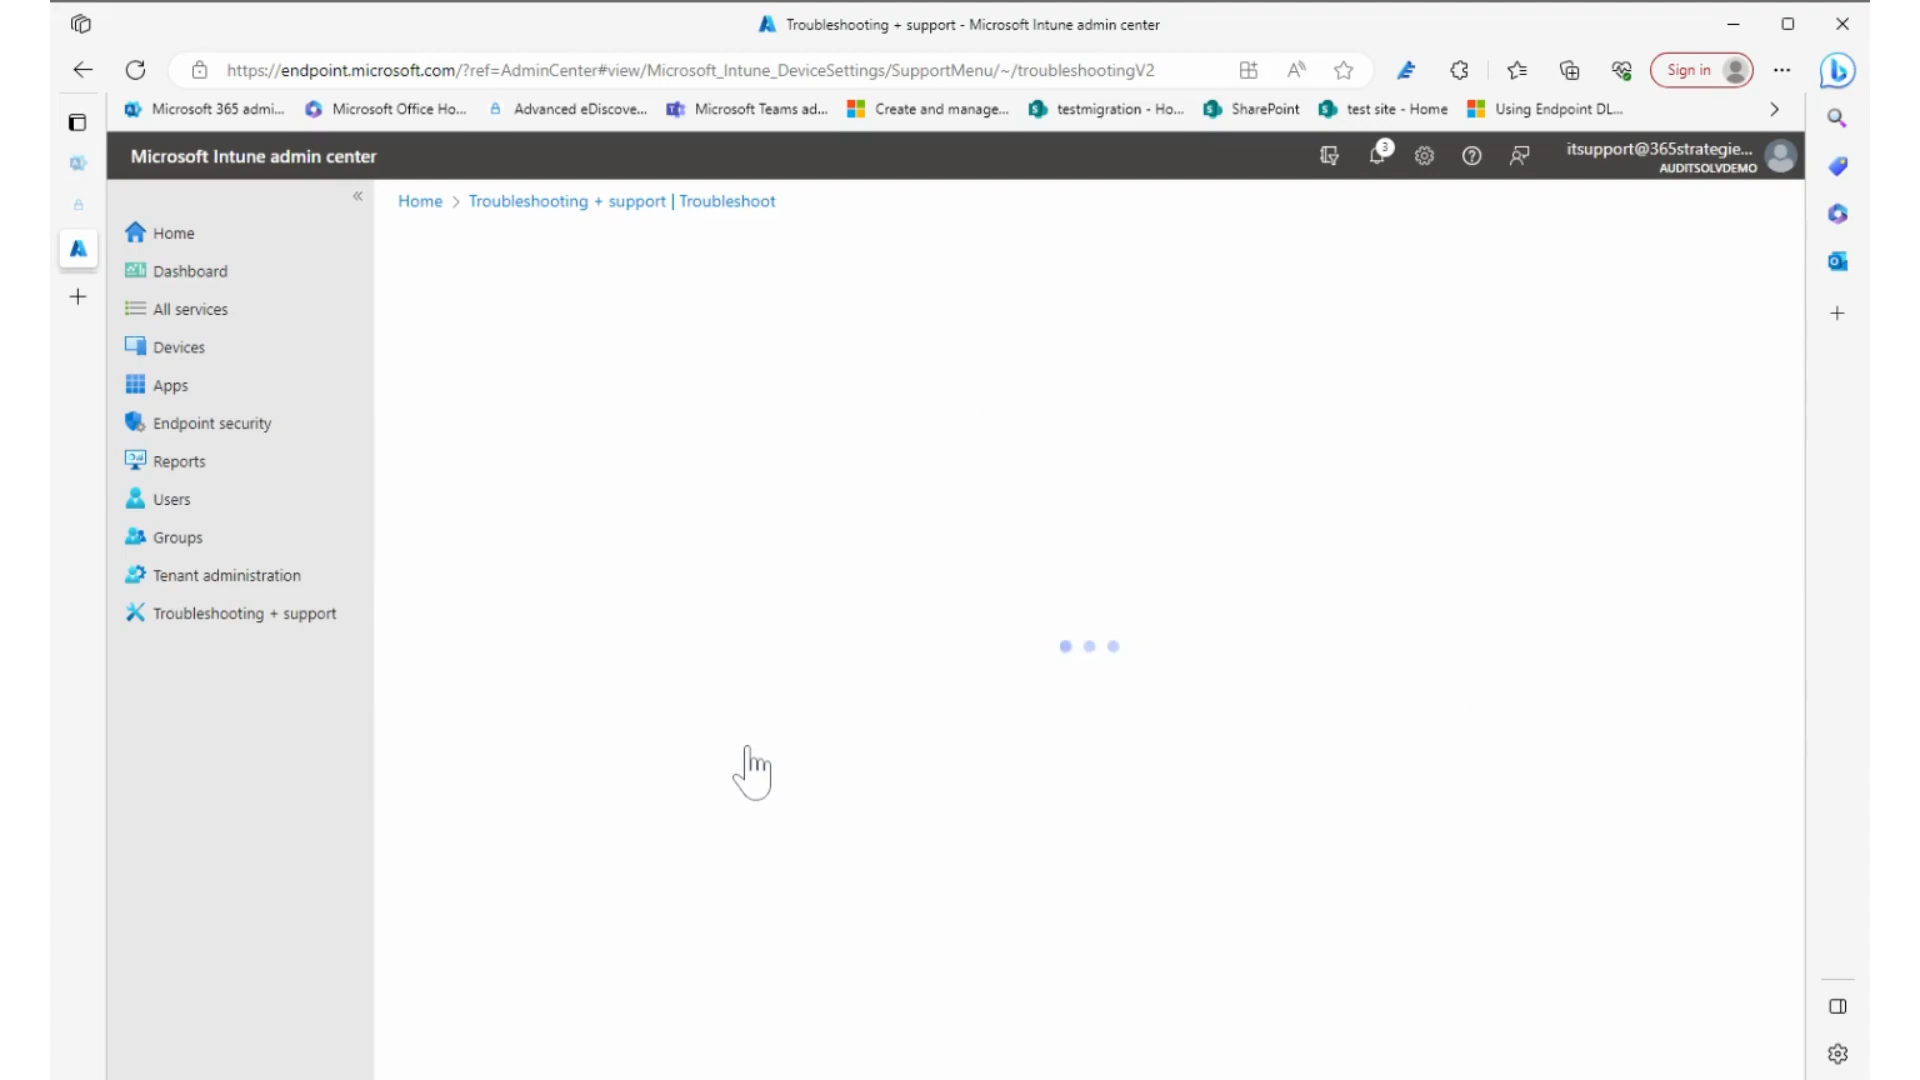 Troubleshooting + support - Microsoft Intune admin center
https://endpoint.microsoft.com/?ref=AdminCenter#view/Microsoft_Intune_DeviceSettings/SupportMenu/~/troubleshootingV2
Sign in
Microsoft 365 admi... Microsoft Office Ho... Advanced eDiscove... Microsoft Teams ad... Create and manage... testmigration - Ho... SharePoint test site - Home Using Endpoint DL...
Microsoft Intune admin center
3
itsupport@365strategie...
AUDITSOLVDEMO
Home > Troubleshooting + support | Troubleshoot
Home
Dashboard
All services
Devices
Apps
Endpoint security
Reports
Users
Groups
Tenant administration
Troubleshooting + support